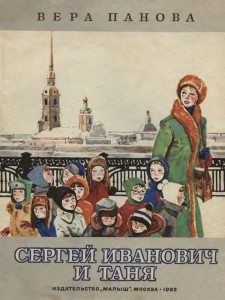 ВЕРА ПАНОВА
СЕРГЕЙ ИВАНОВИЧ
И ТАНЯ
ИЗДАТЕЛЬСТВО „МАЛЫШ“, МОСКВА • 1982